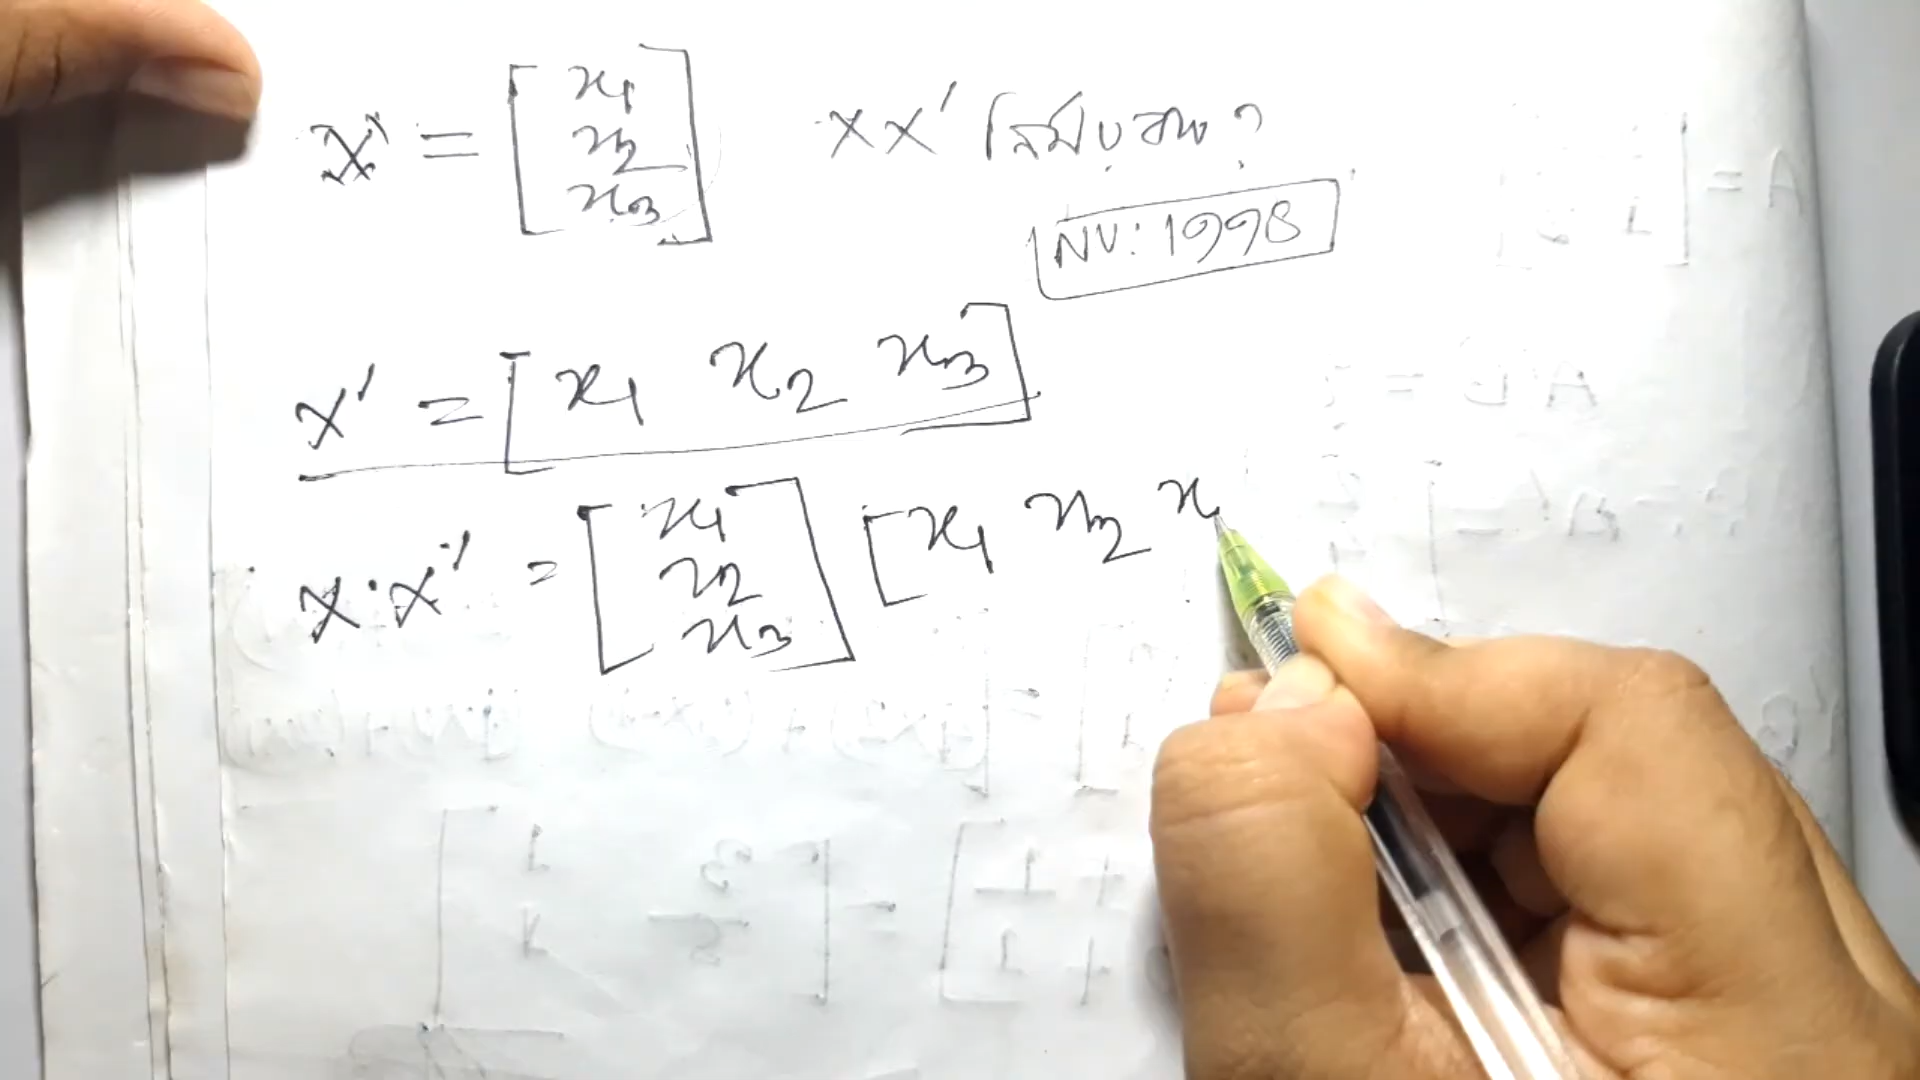 X = [x1 x2 x3] XX' নির্ণয় কর?
NU: 1998
X' = [x1 x2 x3]
X·X' = [x1 x2 x3] [x1 x2 x